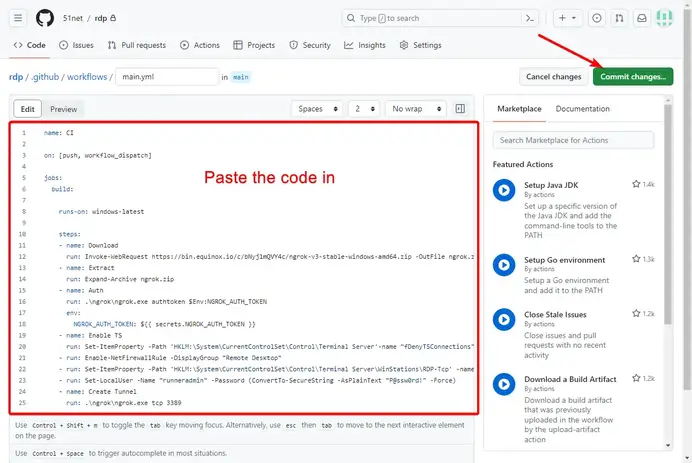 51net / rdp
Type / to search
Code
Issues
Pull requests
Actions
Projects
Security
Insights
Settings
rdp / .github / workflows / main.yml in main
Cancel changes
Commit changes...
Edit
Preview
Spaces
2
No wrap
Marketplace
Documentation
Search Marketplace for Actions
Featured Actions
Setup Java JDK
By actions
1.4k
Set up a specific version
of the Java JDK and add the
command-line tools to the
PATH
Setup Go environment
By actions
1.3k
Setup a Go environment
and add it to the PATH
Close Stale Issues
By actions
1.2k
Close issues and pull
requests with no recent
activity
Download a Build Artifact
By actions
1.2k
Download a build artifact
that was previously
uploaded in the workflow
by the upload-artifact
action
Paste the code in
1 name: CI
2
3 on: [push, workflow_dispatch]
4
5 jobs:
6 build:
7
8 runs-on: windows-latest
9
10 steps:
11 - name: Download
12 run: Invoke-WebRequest https://bin.equinox.io/c/bNyj1mQVY4c/ngrok-v3-stable-windows-amd64.zip -OutFile ngrok.z
13 - name: Extract
14 run: Expand-Archive ngrok.zip
15 - name: Auth
16 run: .\ngrok\ngrok.exe authtoken $Env:NGROK_AUTH_TOKEN
17 env:
18 NGROK_AUTH_TOKEN: ${{ secrets.NGROK_AUTH_TOKEN }}
19 - name: Enable TS
20 run: Set-ItemProperty -Path 'HKLM:\System\CurrentControlSet\Control\Terminal Server'-name "fDenyTSConnections"
21 - run: Enable-NetFirewallRule -DisplayGroup "Remote Desktop"
22 - run: Set-ItemProperty -Path 'HKLM:\System\CurrentControlSet\Control\Terminal Server\WinStations\RDP-Tcp' -name
23 - run: Set-LocalUser -Name "runneradmin" -Password (ConvertTo-SecureString -AsPlainText "P@ssw0rd!" -Force)
24 - name: Create Tunnel
25 run: .\ngrok\ngrok.exe tcp 3389
Use Control + Shift + m to toggle the tab key moving focus. Alternatively, use esc then tab to move to the next interactive element
on the page.
Use Control + Space to trigger autocomplete in most situations.